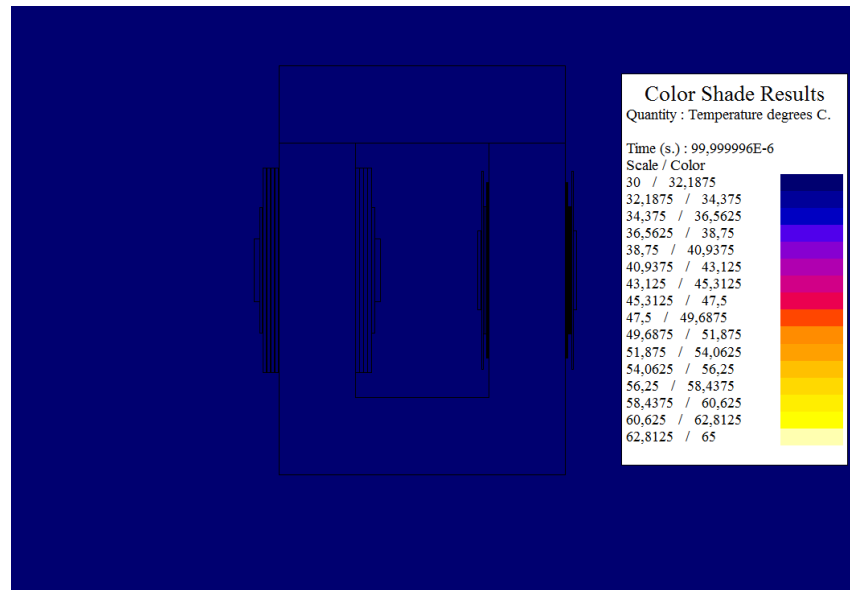 Color Shade Results
Quantity : Temperature degrees C.
Time (s.) : 99,999996E-6
Scale / Color
30 / 32,1875
32,1875 / 34,375
34,375 / 36,5625
36,5625 / 38,75
38,75 / 40,9375
40,9375 / 43,125
43,125 / 45,3125
45,3125 / 47,5
47,5 / 49,6875
49,6875 / 51,875
51,875 / 54,0625
54,0625 / 56,25
56,25 / 58,4375
58,4375 / 60,625
60,625 / 62,8125
62,8125 / 65